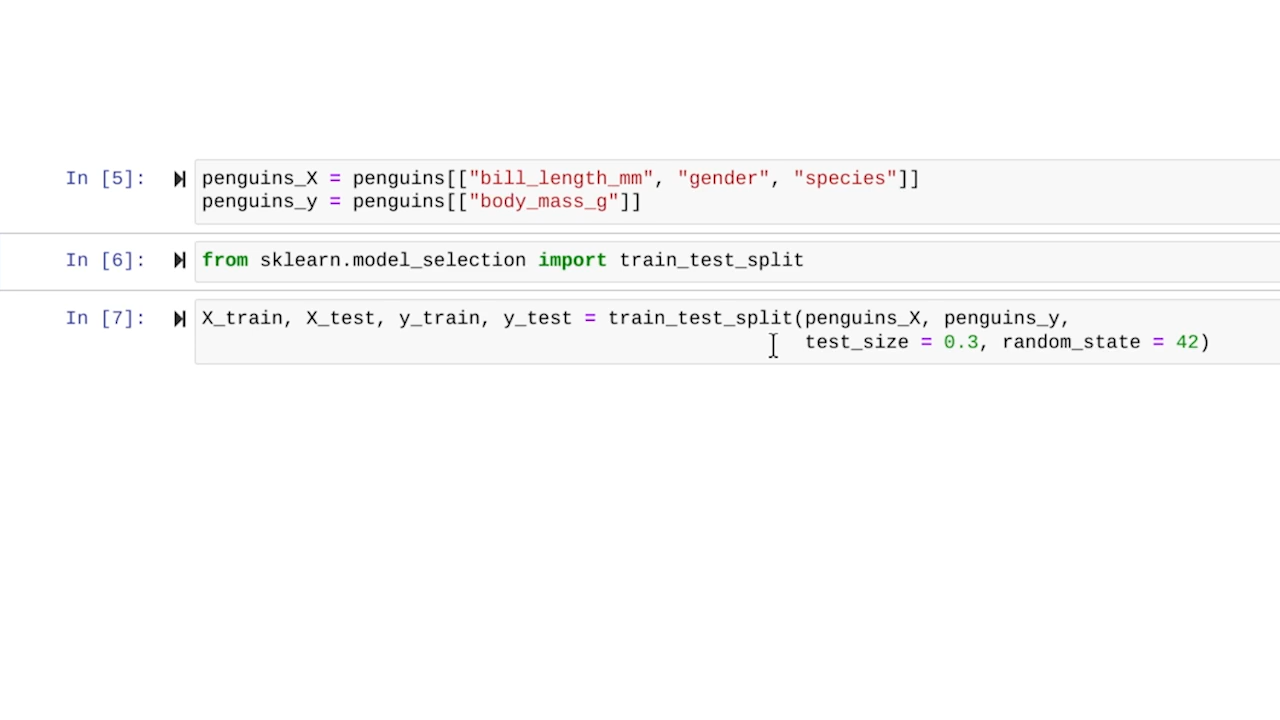 In [5]: penguins_X = penguins[["bill_length_mm", "gender", "species"]]
penguins_y = penguins[["body_mass_g"]]
In [6]: from sklearn.model_selection import train_test_split
In [7]: X_train, X_test, y_train, y_test = train_test_split(penguins_X, penguins_y,
test_size = 0.3, random_state = 42)